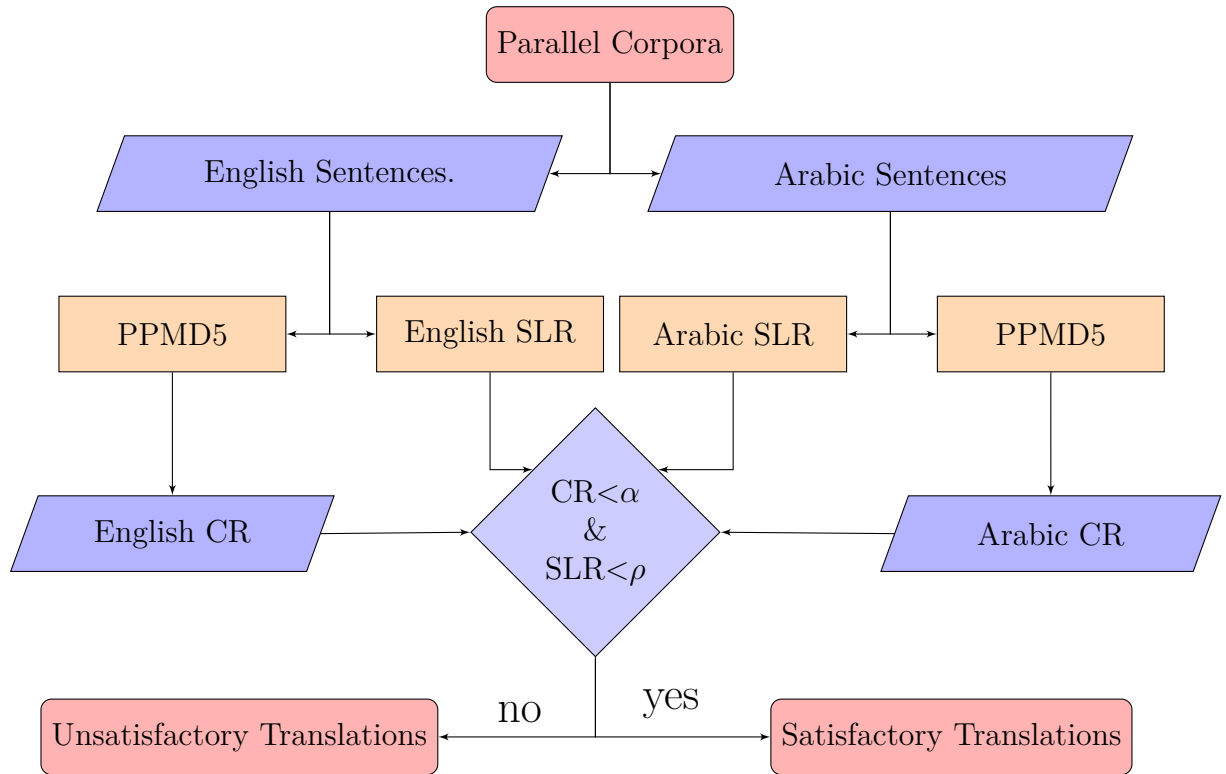 Parallel Corpora
English Sentences.
Arabic Sentences
PPMD5
English SLR
Arabic SLR
PPMD5
CR<α
&
SLR<ρ
English CR
Arabic CR
no
yes
Unsatisfactory Translations
Satisfactory Translations